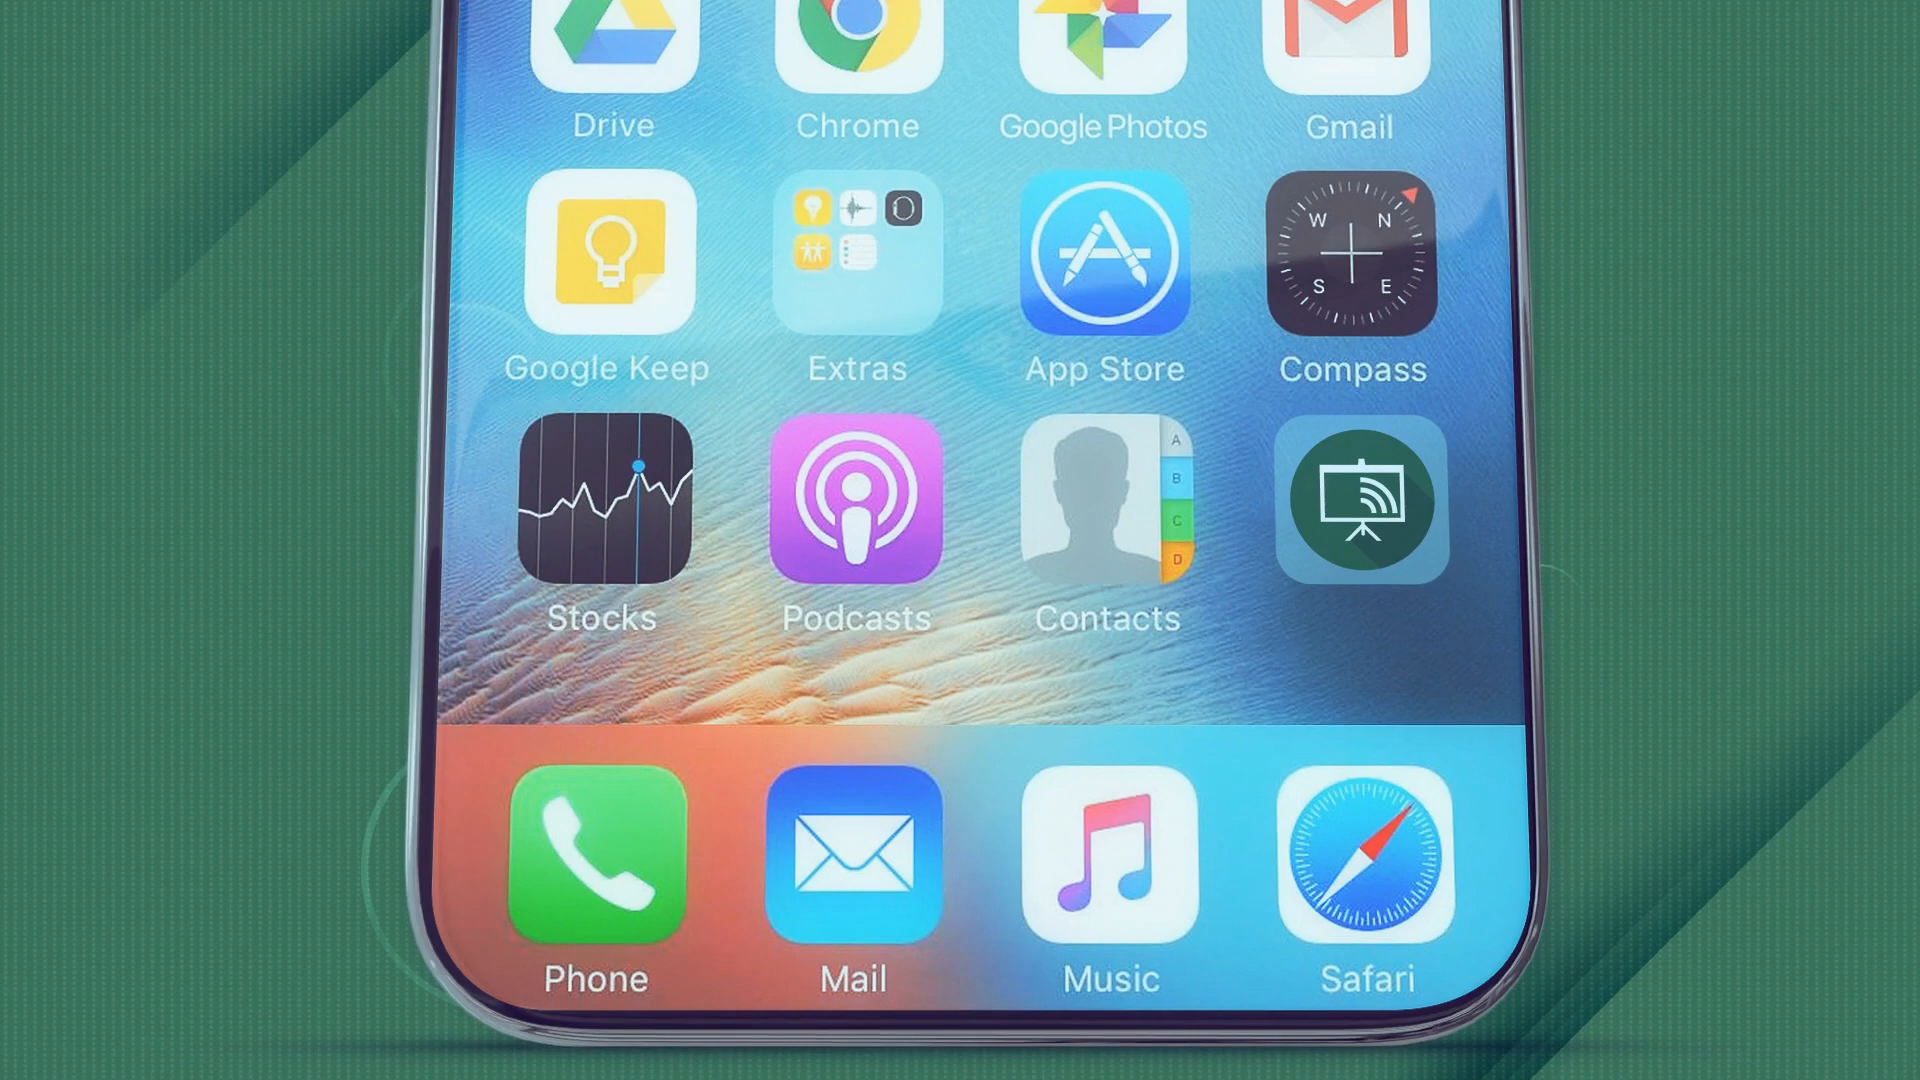 Drive Chrome Google Photos Gmail
W N
S E
Google Keep Extras App Store Compass
A
B
C
D
Stocks Podcasts Contacts
Phone Mail Music Safari